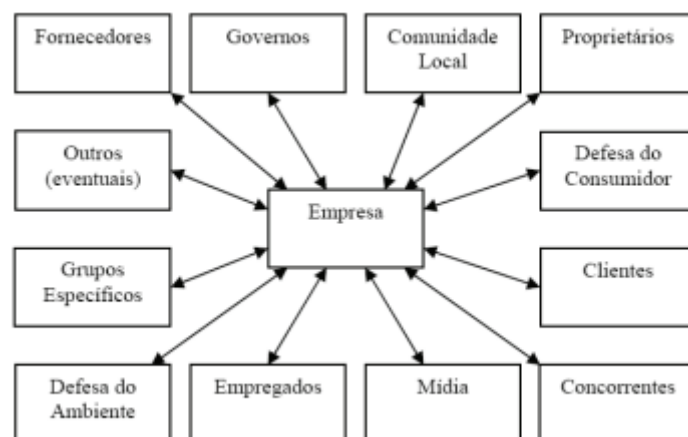 Fornecedores
Governos
Comunidade
Local
Proprietários
Outros
(eventuais)
Defesa do
Consumidor
Empresa
Grupos
Específicos
Clientes
Defesa do
Ambiente
Empregados
Mídia
Concorrentes